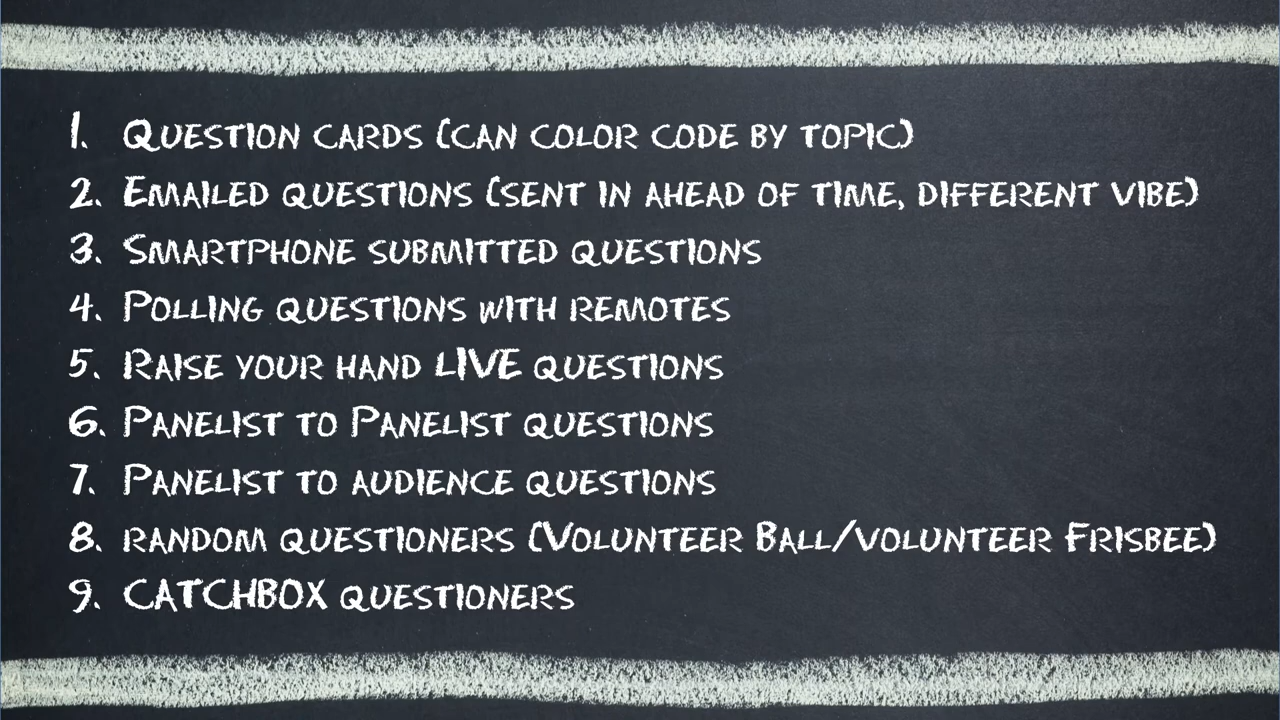 1. Question cards (can color code by topic)
2. Emailed questions (sent in ahead of time, different vibe)
3. Smartphone submitted questions
4. Polling questions with remotes
5. Raise your hand LIVE questions
6. Panelist to Panelist questions
7. Panelist to audience questions
8. random questioners (Volunteer Ball/volunteer Frisbee)
9. CATCHBOX questioners